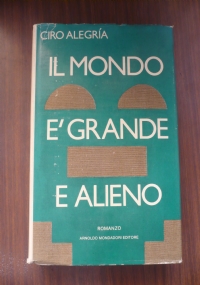 CIRO ALEGRÍA
IL MONDO
E' GRANDE
E ALIENO
ROMANZO
ARNOLDO MONDADORI EDITORE